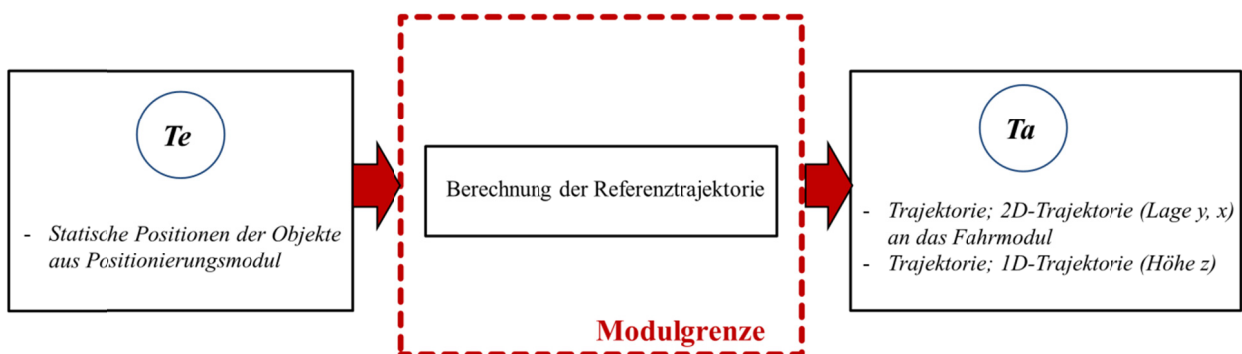 Te
- Statische Positionen der Objekte
aus Positionierungsmodul
Berechnung der Referenztrajektorie
Modulgrenze
Ta
- Trajektorie; 2D-Trajektorie (Lage y, x)
an das Fahrmodul
- Trajektorie; 1D-Trajektorie (Höhe z)